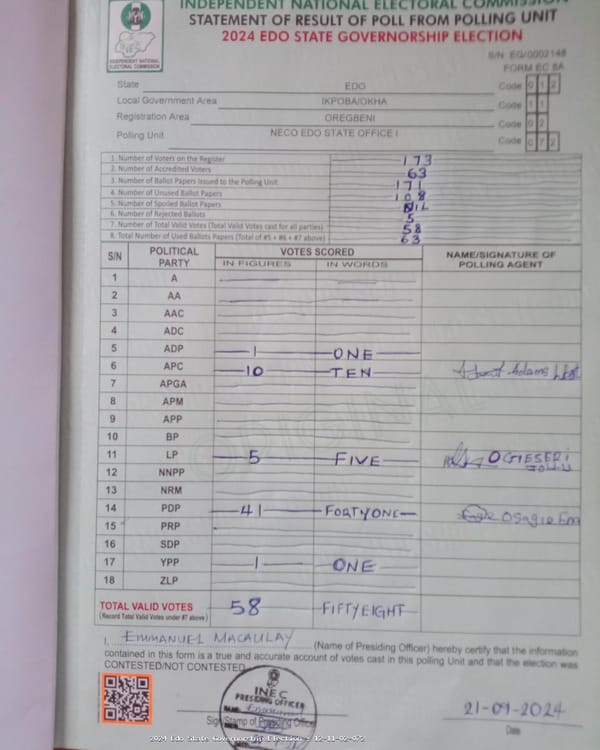 INDEPENDENT NATIONAL ELECTORAL COMMISSION
STATEMENT OF RESULT OF POLL FROM POLLING UNIT
2024 EDO STATE GOVERNORSHIP ELECTION
INEC
INDEPENDENT NATIONAL
ELECTORAL COMMISSION
S/N EG/0002148
FORM EC 8A
State EDO Code 0 1 2
Local Government Area IKPOBA/OKHA Code 1 1
Registration Area OREGBENI Code 0 2
Polling Unit NECO EDO STATE OFFICE I Code 0 7 2
1. Number of Voters on the Register 173
2. Number of Accredited Voters 63
3. Number of Ballot Papers Issued to the Polling Unit 171
4. Number of Unused Ballot Papers 108
5. Number of Spoiled Ballot Papers NIL
6. Number of Rejected Ballots 5
7. Number of Total Valid Votes (Total Valid Votes cast for all parties) 58
8. Total Number of Used Ballots Papers (Total of #5 + #6 + #7 above) 63
S/N POLITICAL PARTY VOTES SCORED NAME/SIGNATURE OF POLLING AGENT
IN FIGURES IN WORDS
1 A
2 AA
3 AAC
4 ADC
5 ADP 1 ONE
6 APC 10 TEN Adams
7 APGA
8 APM
9 APP
10 BP
11 LP 5 FIVE OGIESERI
12 NNPP
13 NRM
14 PDP 41 FORTYONE Osagie Em
15 PRP
16 SDP
17 YPP 1 ONE
18 ZLP
TOTAL VALID VOTES 58 FIFTYEIGHT
(Record Total Valid Votes under #7 above)
I, EMMANUEL MACAULAY (Name of Presiding Officer) hereby certify that the information
contained in this form is a true and accurate account of votes cast in this polling Unit and that the election was
CONTESTED/NOT CONTESTED
INEC
PRESIDING OFFICER
Sign/Stamp of Presiding Officer
21-09-2024
Date
2024 Edo State Governorship Election - 12-11-02-072